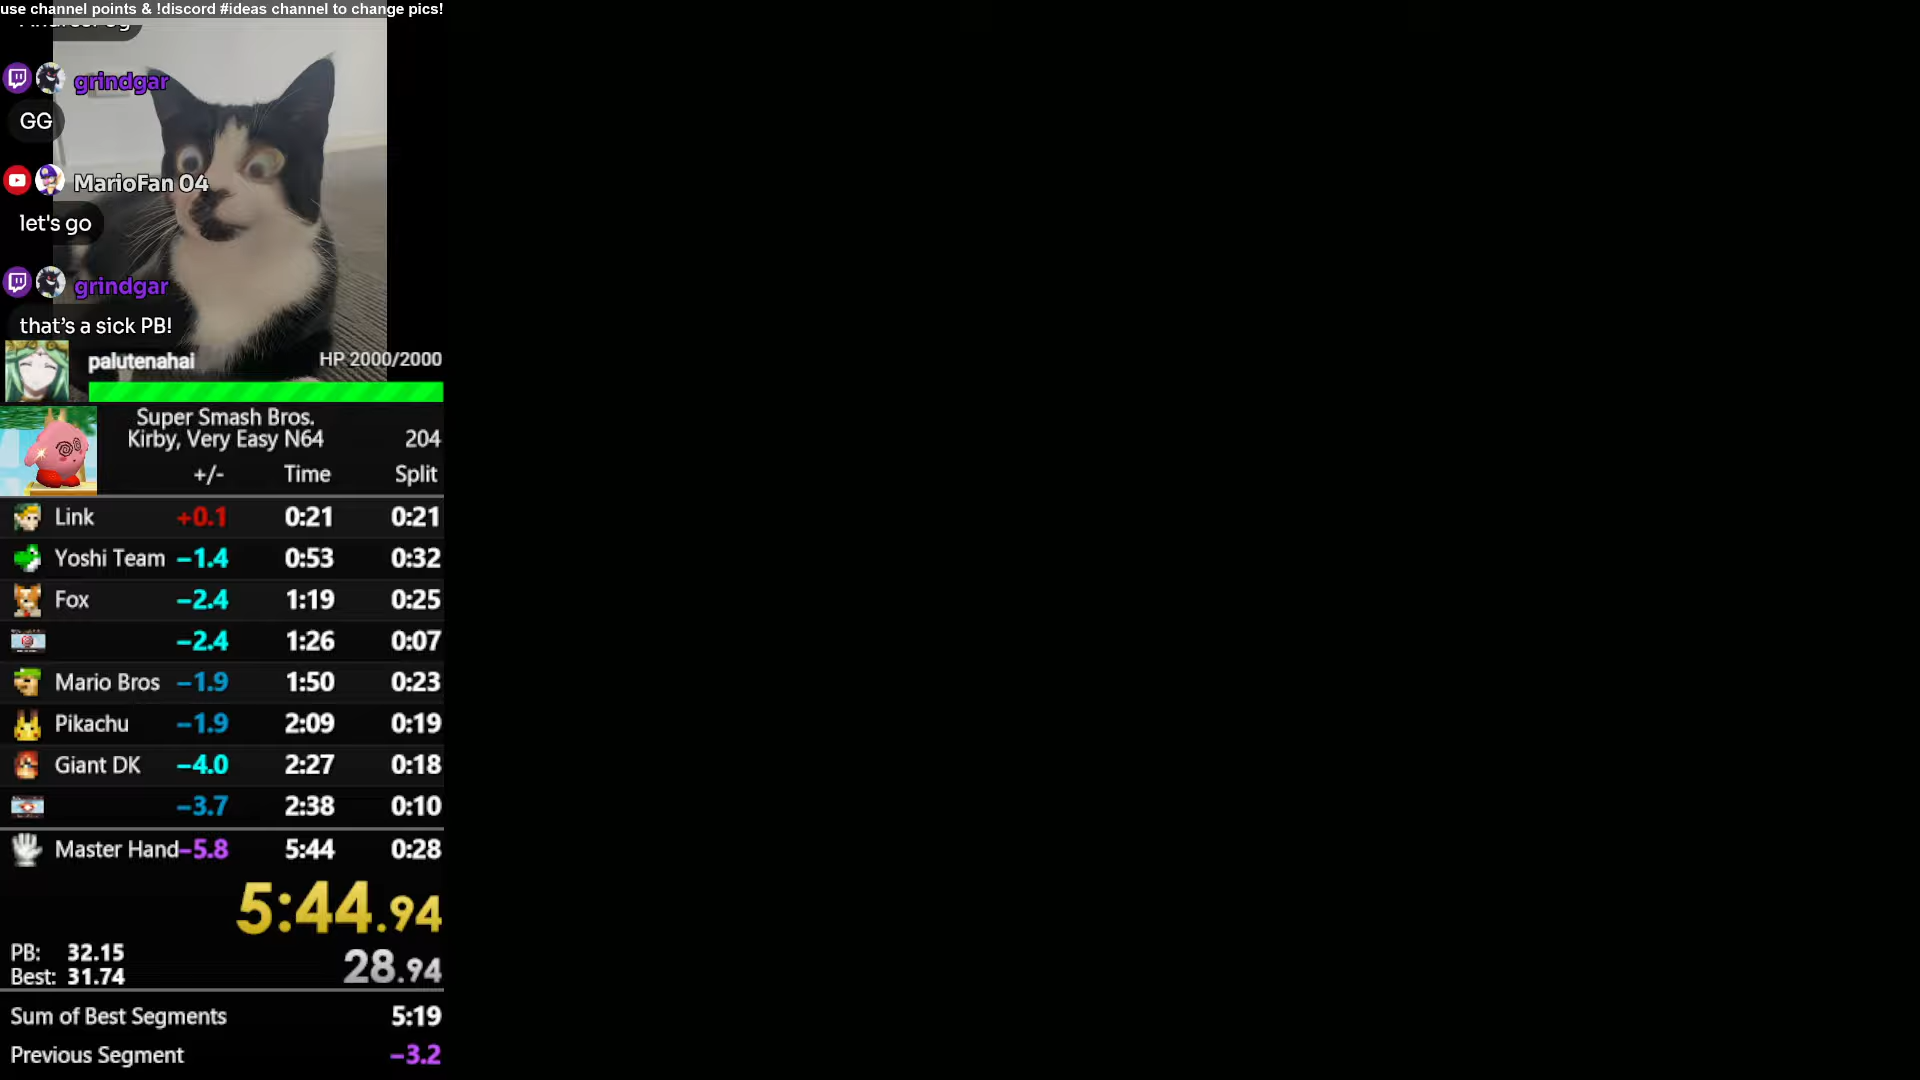 use channel points & !discord #ideas channel to change pics!
grindgar
GG
MarioFan 04
let's go
grindgar
that's a sick PB!
palutenahai HP 2000/2000
Super Smash Bros.
Kirby, Very Easy N64 204
+/- Time Split
Link +0.1 0:21 0:21
Yoshi Team −1.4 0:53 0:32
Fox −2.4 1:19 0:25
−2.4 1:26 0:07
Mario Bros −1.9 1:50 0:23
Pikachu −1.9 2:09 0:19
Giant DK −4.0 2:27 0:18
−3.7 2:38 0:10
Master Hand −5.8 5:44 0:28
5:44.94
PB: 32.15
28.94
Best: 31.74
Sum of Best Segments 5:19
Previous Segment −3.2